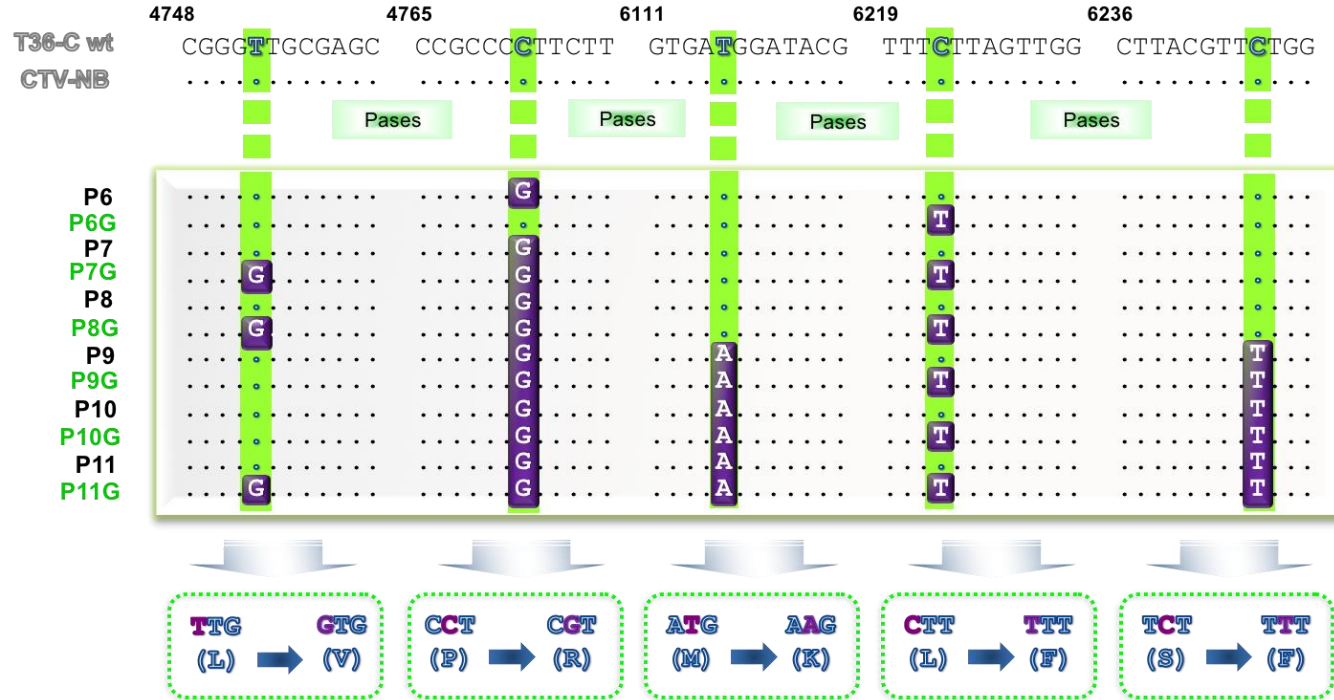 4748 4765 6111 6219 6236
T36-C wt CGGGTTGCGAGC CCGCCCCTTCTT GTGATGGATACG TTTCTTAGTTGG CTTACGTTCTGG
CTV-NB ............ ............ ............ ............ ............
Pases Pases Pases Pases
P6 ............ ......G..... ............ ............ ............
P6G ............ ............ ............ ...T........ ............
P7 ............ ......G..... ............ ............ ............
P7G ....G....... ......G..... ............ ...T........ ............
P8 ............ ......G..... ............ ............ ............
P8G ....G....... ......G..... ............ ...T........ ............
P9 ............ ......G..... ....A....... ............ ........T...
P9G ............ ......G..... ....A....... ...T........ ........T...
P10 ............ ......G..... ....A....... ............ ........T...
P10G ............ ......G..... ....A....... ...T........ ........T...
P11 ............ ......G..... ....A....... ............ ........T...
P11G ....G....... ......G..... ....A....... ...T........ ........T...
TTG GTG CCT CGT ATG AAG CTT TTT TCT TTT
(L) (V) (P) (R) (M) (K) (L) (F) (S) (F)